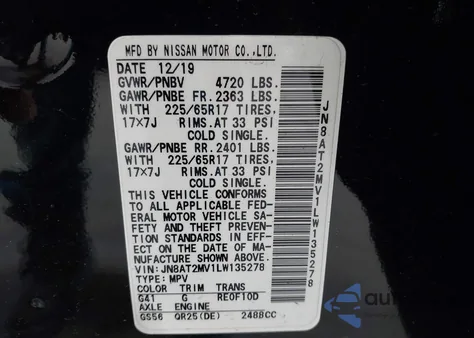 MFD BY NISSAN MOTOR CO., LTD.
DATE 12/19
GVWR/PNBV 4720 LBS.
GAWR/PNBE FR. 2363 LBS.
WITH 225/65R17 TIRES,
17×7J RIMS.AT 33 PSI
COLD SINGLE.
GAWR/PNBE RR. 2401 LBS.
WITH 225/65R17 TIRES,
17×7J RIMS.AT 33 PSI
COLD SINGLE.
THIS VEHICLE CONFORMS
TO ALL APPLICABLE FED-
ERAL MOTOR VEHICLE SA-
FETY AND THEFT PREVEN-
TION STANDARDS IN EFF-
ECT ON THE DATE OF MA-
NUFACTURE SHOWN ABOVE.
VIN:JN8AT2MV1LW135278
TYPE: MPV
COLOR TRIM TRANS
G41 G RE0F10D
AXLE ENGINE
GS56 QR25(DE) 2488CC
JN8AT2MV1LW135278